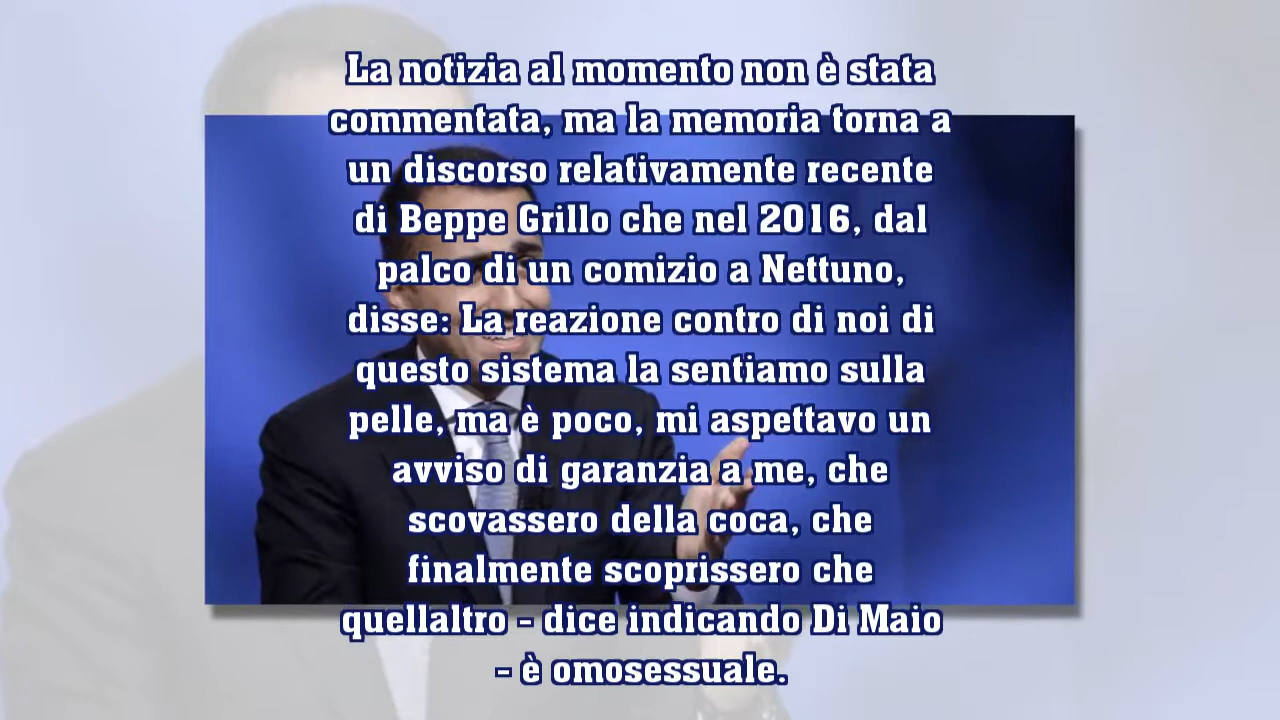 La notizia al momento non è stata
commentata, ma la memoria torna a
un discorso relativamente recente
di Beppe Grillo che nel 2016, dal
palco di un comizio a Nettuno,
disse: La reazione contro di noi di
questo sistema la sentiamo sulla
pelle, ma è poco, mi aspettavo un
avviso di garanzia a me, che
scovassero della coca, che
finalmente scoprissero che
quellaltro - dice indicando Di Maio
- è omosessuale.